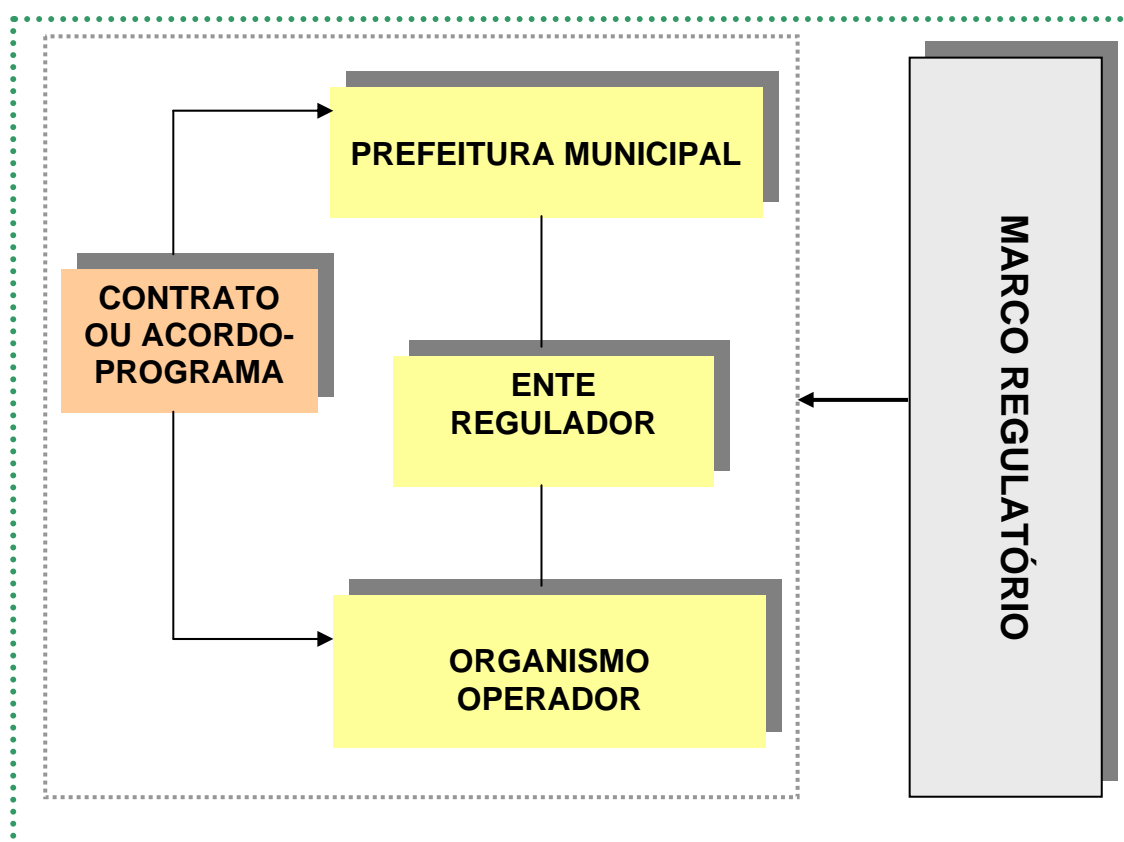 PREFEITURA MUNICIPAL
CONTRATO
OU ACORDO-
PROGRAMA
ENTE
REGULADOR
ORGANISMO
OPERADOR
MARCO REGULATÓRIO